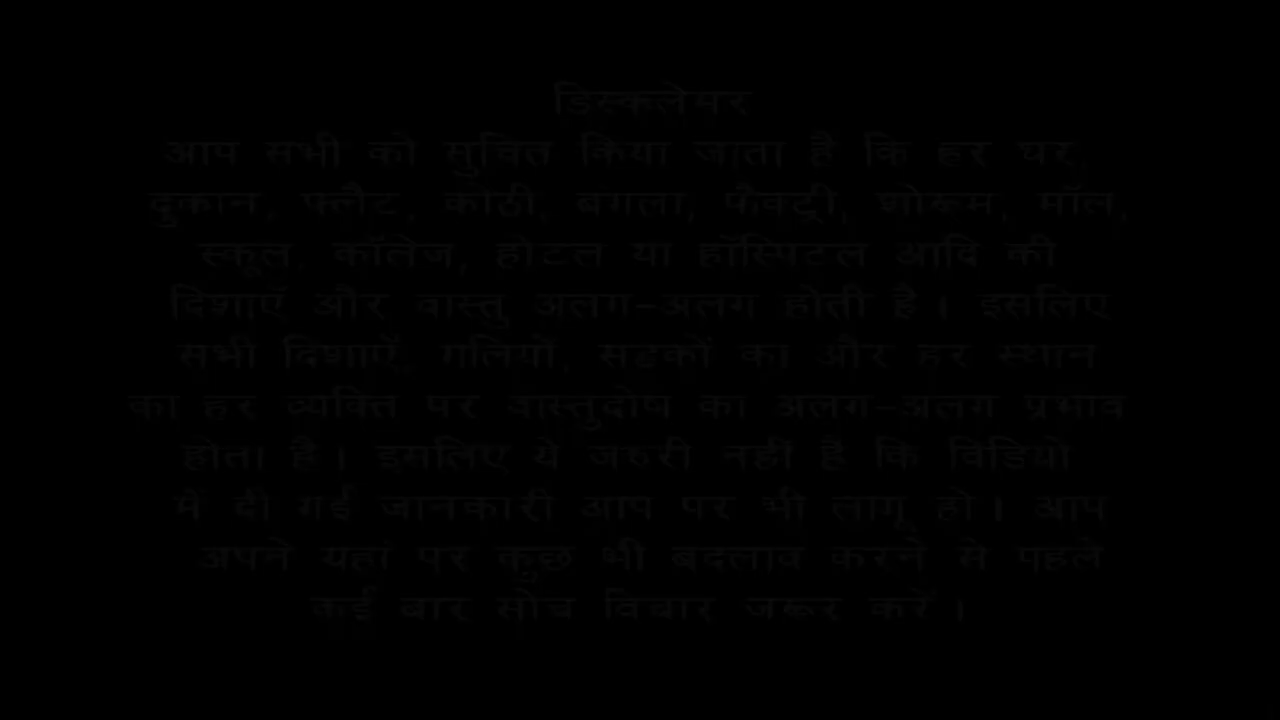 डिस्कलेमर
आप सभी को सुचित किया जाता है कि हर घर,
दुकान, फ्लैट, कोठी, बंगला, फैक्ट्री, शोरूम, मॉल,
स्कूल, कॉलेज, होटल या हॉस्पिटल आदि की
दिशाएँ और वास्तु अलग-अलग होती है। इसलिए
सभी दिशाएँ, गलियों, सडकों का और हर स्थान
का हर व्यक्ति पर वास्तुदोष का अलग-अलग प्रभाव
होता है। इसलिए ये जरुरी नहीं है कि विडियो
में दी गई जानकारी आप पर भी लागू हो। आप
अपने यहां पर कुछ भी बदलाव करने से पहले
कई बार सोच विचार जरूर करें।